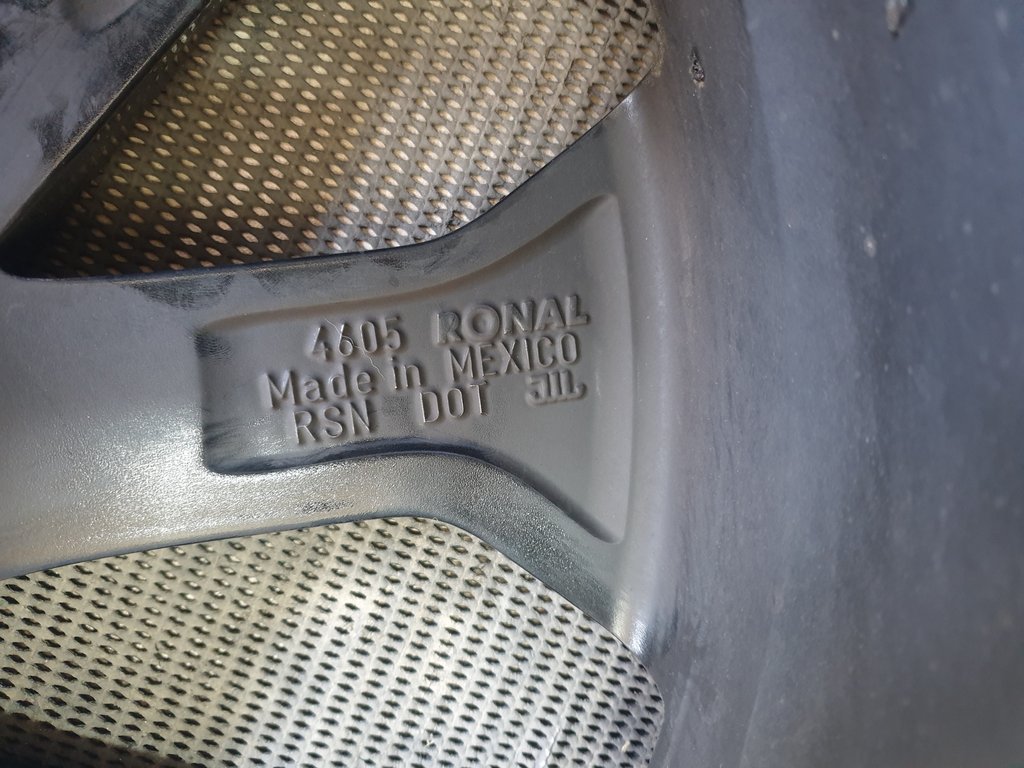 4605 RONAL
Made in MEXICO
RSN DOT